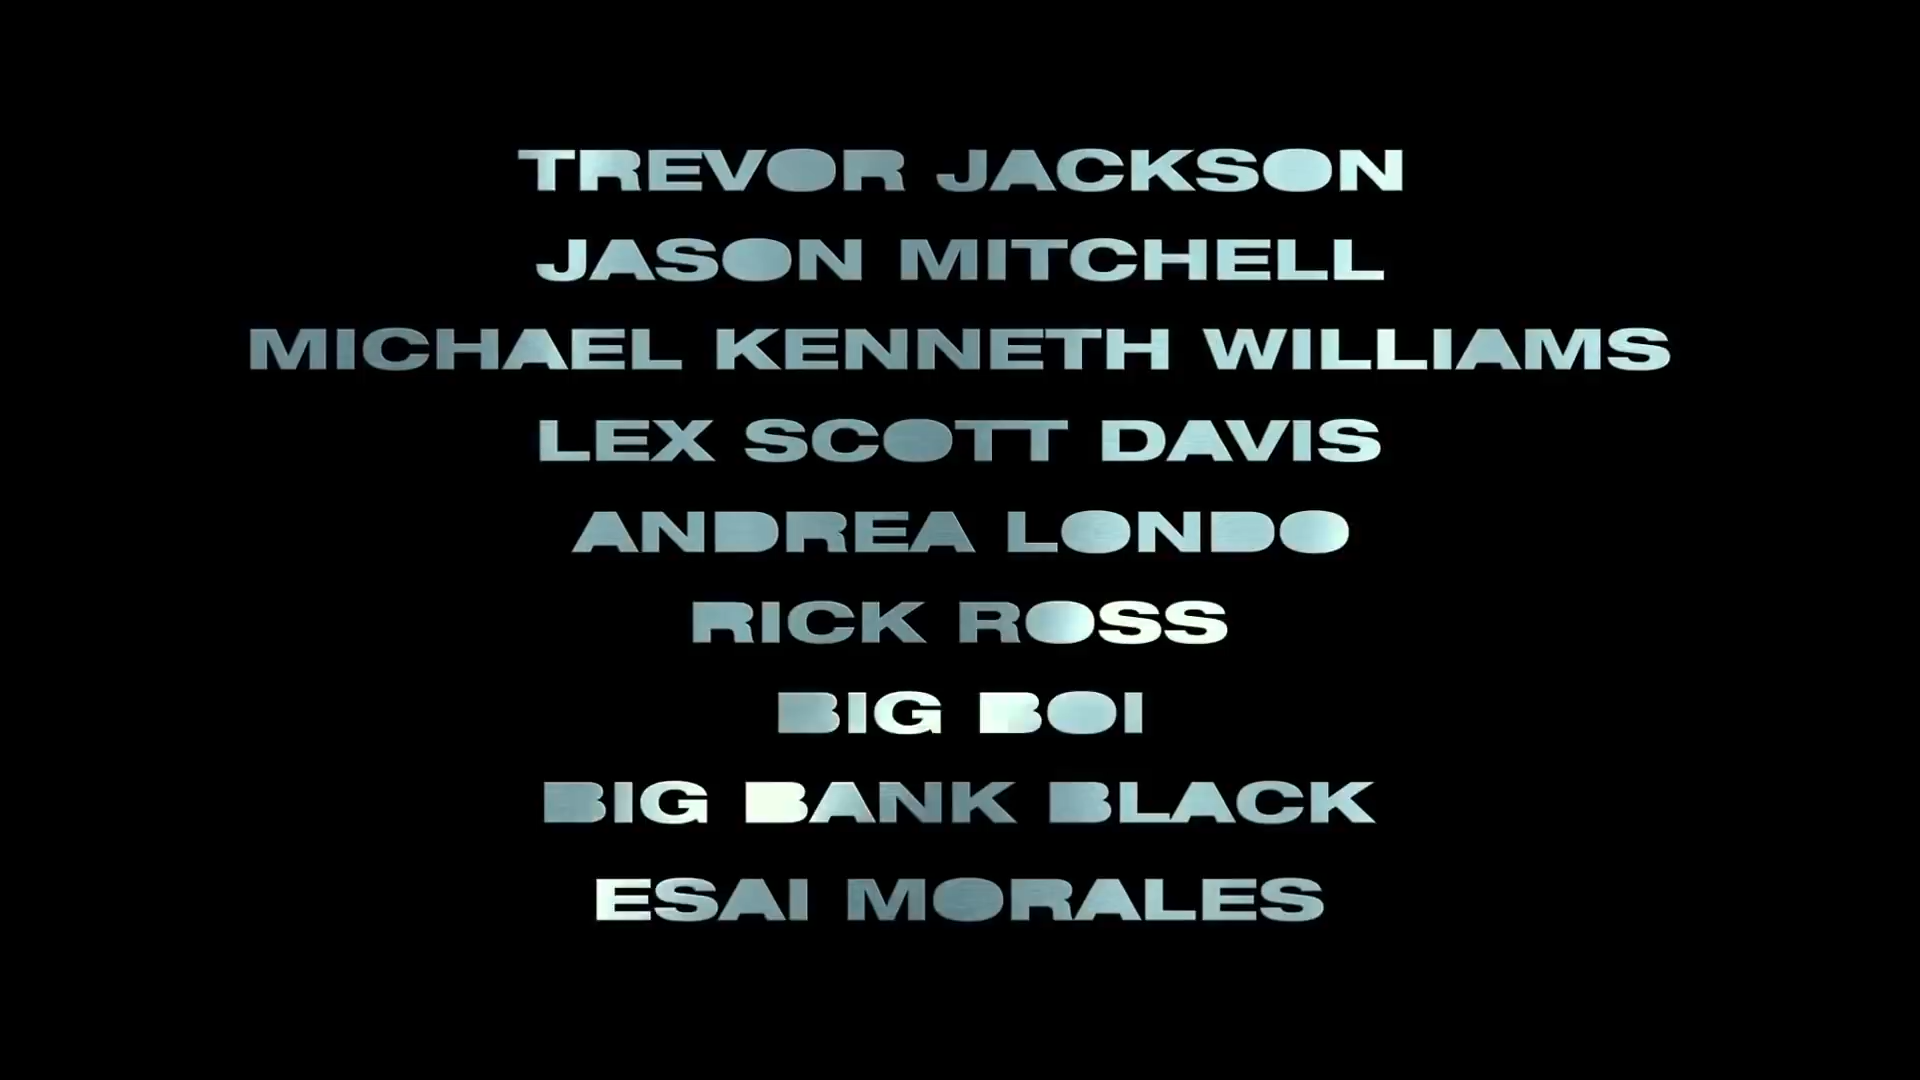 TREVOR JACKSON
JASON MITCHELL
MICHAEL KENNETH WILLIAMS
LEX SCOTT DAVIS
ANDREA LONDO
RICK ROSS
BIG BOI
BIG BANK BLACK
ESAI MORALES